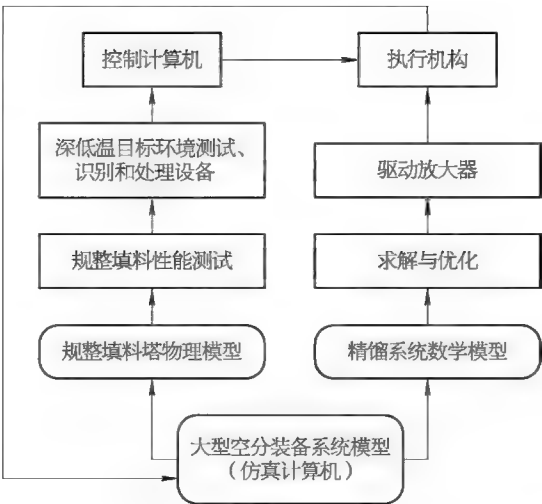 控制计算机
执行机构
深低温目标环境测试、
识别和处理设备
驱动放大器
规整填料性能测试
求解与优化
规整填料塔物理模型
精馏系统数学模型
大型空分装备系统模型
（仿真计算机）